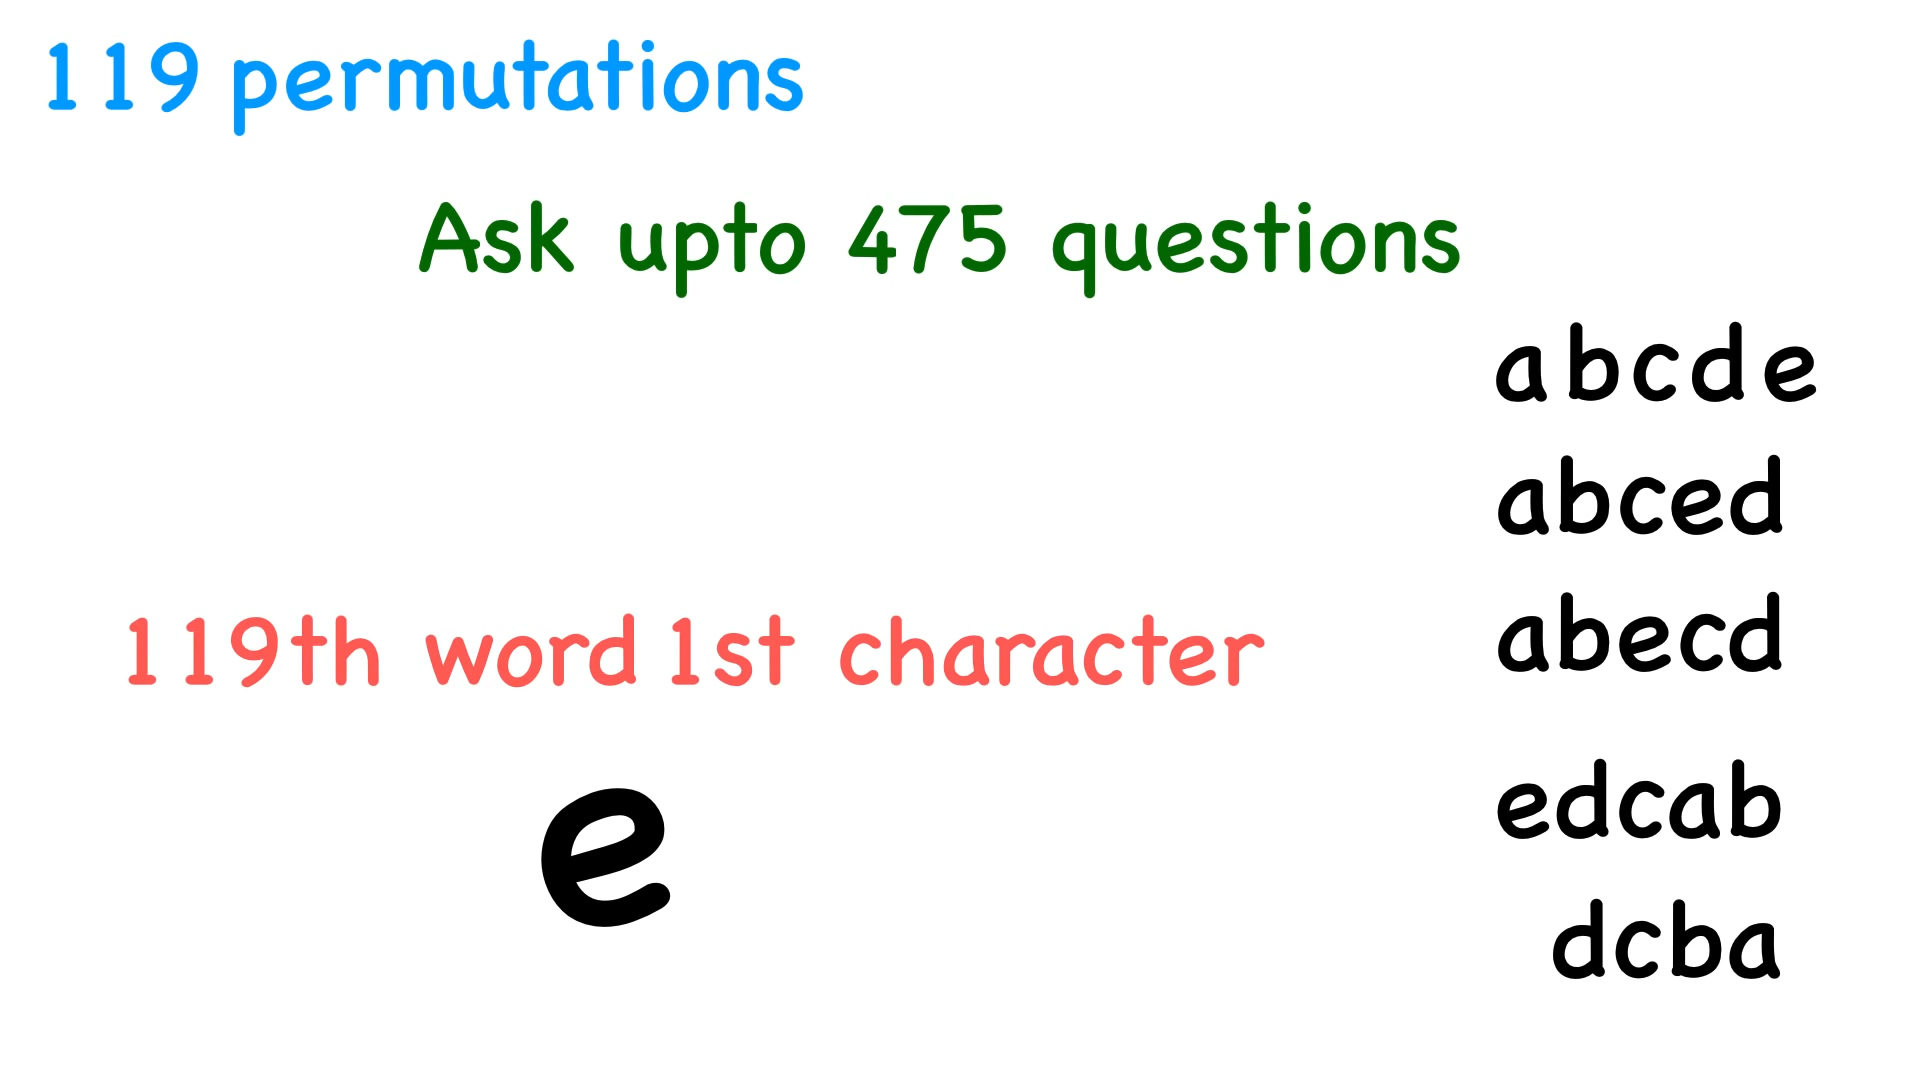 119 permutations
Ask upto 475 questions
abcde
abced
119th word 1st character
abecd
e
edcab
dcba